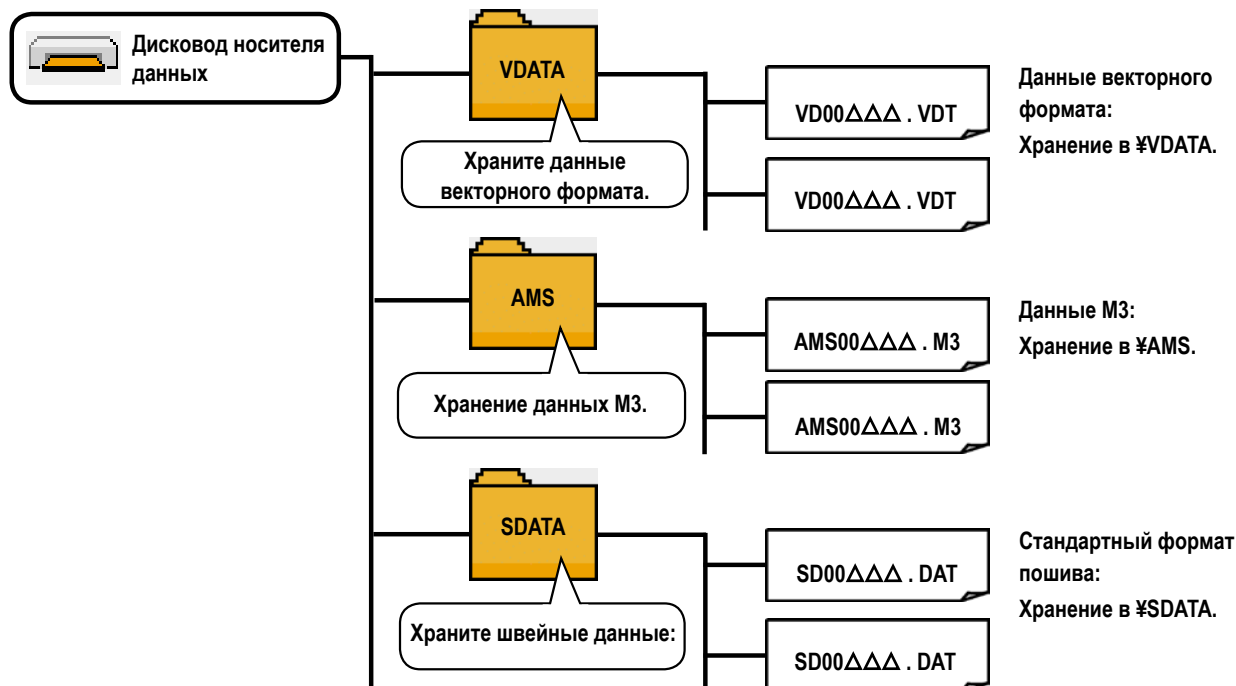 Дисковод носителя
данных
VDATA
Храните данные
векторного формата.
VD00△△△ . VDT
VD00△△△ . VDT
Данные векторного
формата:
Хранение в ¥VDATA.
AMS
Хранение данных M3.
AMS00△△△ . M3
AMS00△△△ . M3
Данные M3:
Хранение в ¥AMS.
SDATA
Храните швейные данные:
SD00△△△ . DAT
SD00△△△ . DAT
Стандартный формат
пошива:
Хранение в ¥SDATA.